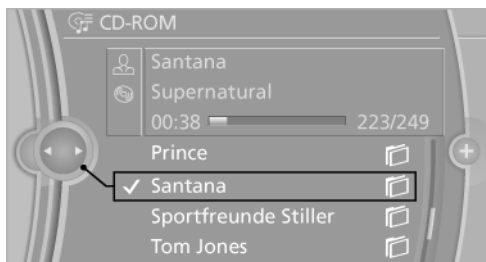 CD-ROM
Santana
Supernatural
00:38 223/249
Prince
Santana
Sportfreunde Stiller
Tom Jones